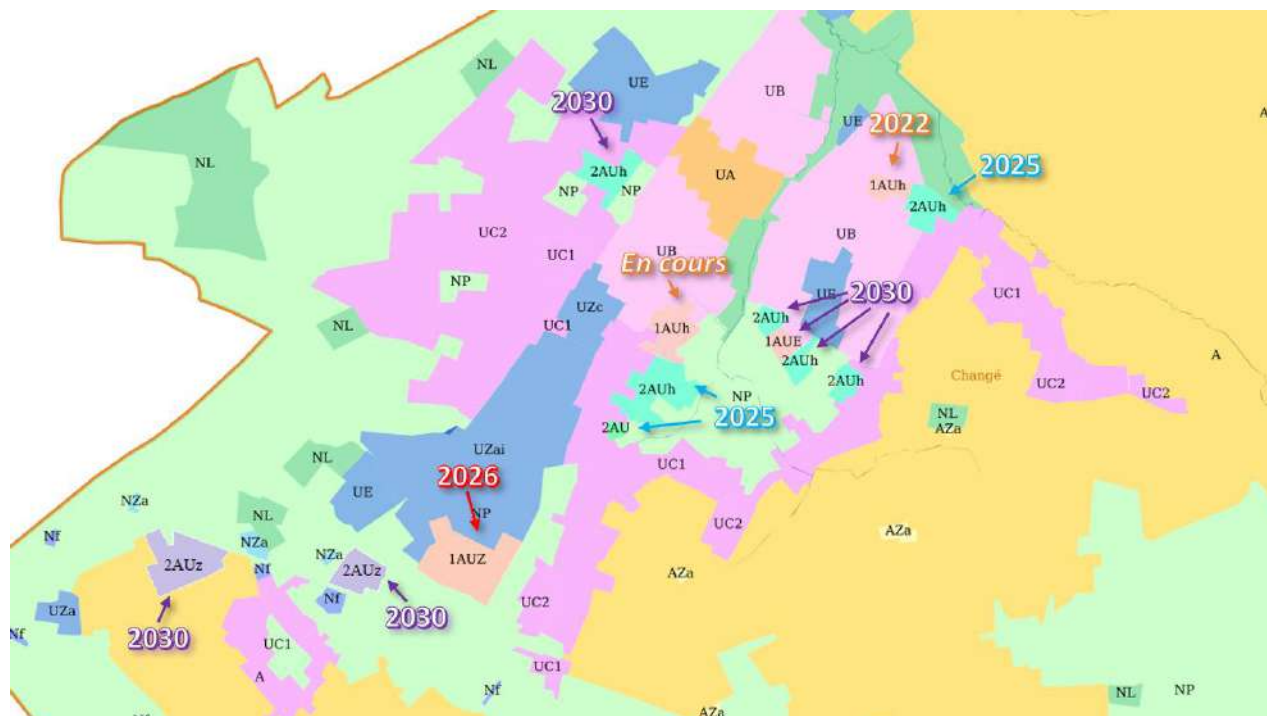 NL
UE
UB
2030
UE
2022
A
NL
2AUh
UA
1AUh
2025
NP
NP
2AUh
UC2
UB
UC1
UB
En cours
NP
UE
2030
UC1
UZc
2AUh
NL
UC1
1AUh
1AUE
2AUh
A
Changé
2AUh
UC2
UC2
2AUh
NP
NL
2025
2AU
AZa
UZai
NL
UC1
2026
UE
NZa
NP
UC2
NL
AZa
Nf
NZa
NZa
1AUZ
2AUz
2AUz
Nf
AZa
Nf
UC2
UZa
2030
2030
Nf
UC1
UC1
A
Nf
NL
NP